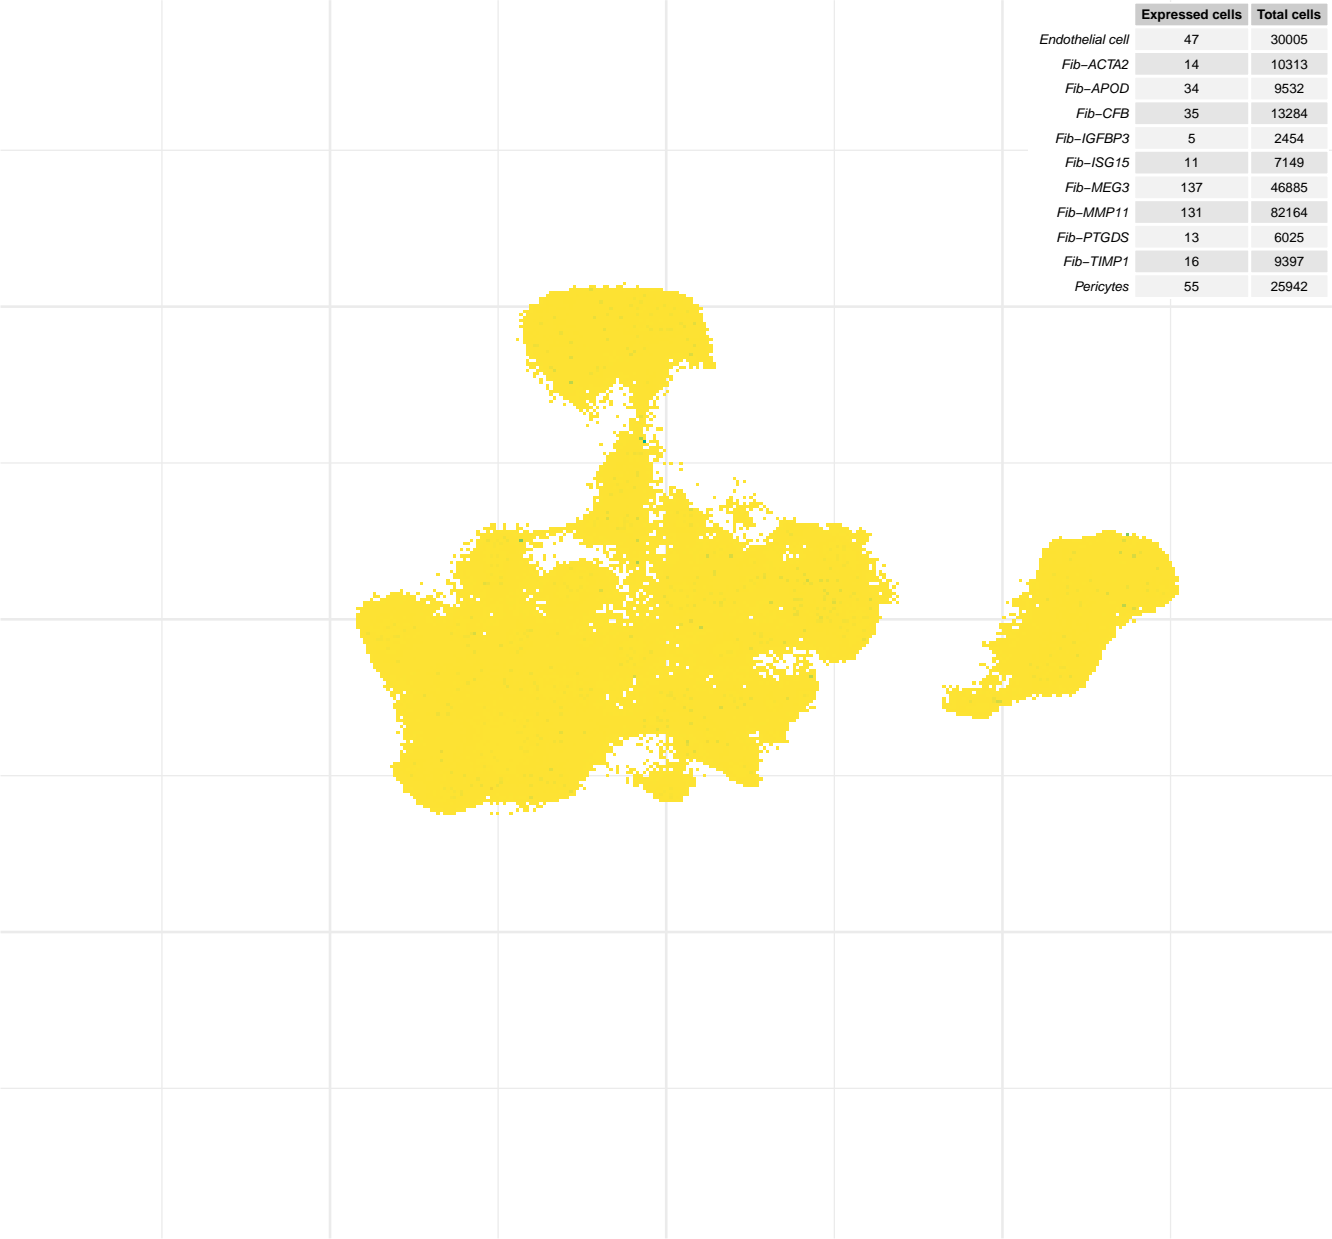 Expressed cells Total cells
Endothelial cell 47 30005
Fib−ACTA2 14 10313
Fib−APOD 34 9532
Fib−CFB 35 13284
Fib−IGFBP3 5 2454
Fib−ISG15 11 7149
Fib−MEG3 137 46885
Fib−MMP11 131 82164
Fib−PTGDS 13 6025
Fib−TIMP1 16 9397
Pericytes 55 25942